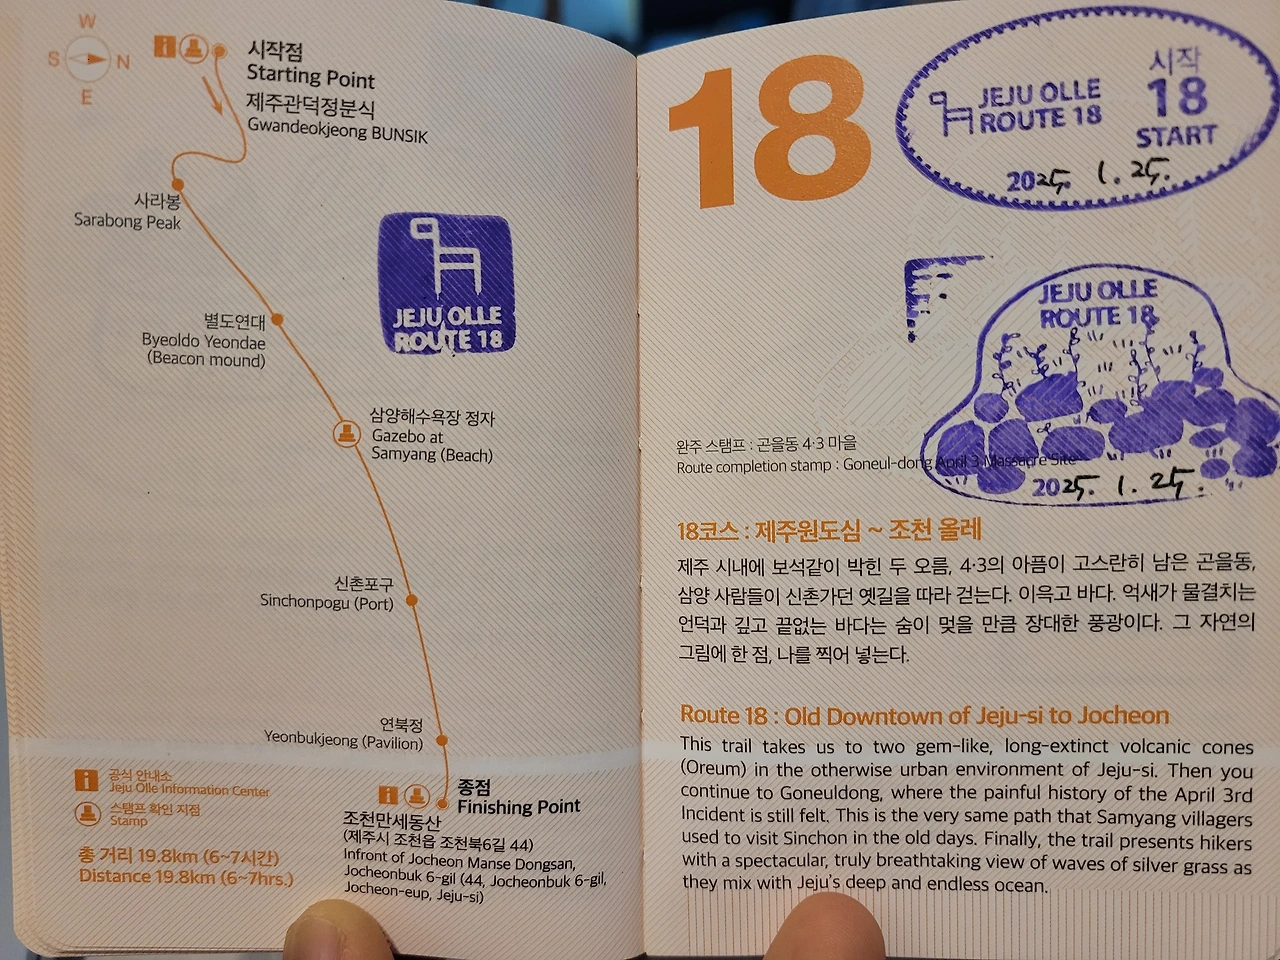 W
S N
E
시작점
Starting Point
제주관덕정분식
Gwandeokjeong BUNSIK
사라봉
Sarabong Peak
별도연대
Byeoldo Yeondae
(Beacon mound)
JEJU OLLE
ROUTE 18
삼양해수욕장 정자
Gazebo at
Samyang (Beach)
신촌포구
Sinchonpogu (Port)
연북정
Yeonbukjeong (Pavilion)
i 공식 안내소
Jeju Olle Information Center
스탬프 확인 지점
Stamp
총 거리 19.8km (6~7시간)
Distance 19.8km (6~7hrs.)
종점
Finishing Point
조천만세동산
(제주시 조천읍 조천북6길 44)
Infront of Jocheon Manse Dongsan,
Jocheonbuk 6-gil (44, Jocheonbuk 6-gil,
Jocheon-eup, Jeju-si)
18
JEJU OLLE
ROUTE 18
시작
18
START
2025. 1. 25.
JEJU OLLE
ROUTE 18
2025. 1. 25.
완주 스탬프 : 곤을동 4·3 마을
Route completion stamp : Goneul-dong April 3 Massacre Site
18코스 : 제주원도심 ~ 조천 올레
제주 시내에 보석같이 박힌 두 오름, 4·3의 아픔이 고스란히 남은 곤을동,
삼양 사람들이 신촌가던 옛길을 따라 걷는다. 이윽고 바다. 억새가 물결치는
언덕과 깊고 끝없는 바다는 숨이 멎을 만큼 장대한 풍광이다. 그 자연의
그림에 한 점, 나를 찍어 넣는다.
Route 18 : Old Downtown of Jeju-si to Jocheon
This trail takes us to two gem-like, long-extinct volcanic cones
(Oreum) in the otherwise urban environment of Jeju-si. Then you
continue to Goneuldong, where the painful history of the April 3rd
Incident is still felt. This is the very same path that Samyang villagers
used to visit Sinchon in the old days. Finally, the trail presents hikers
with a spectacular, truly breathtaking view of waves of silver grass as
they mix with Jeju's deep and endless ocean.